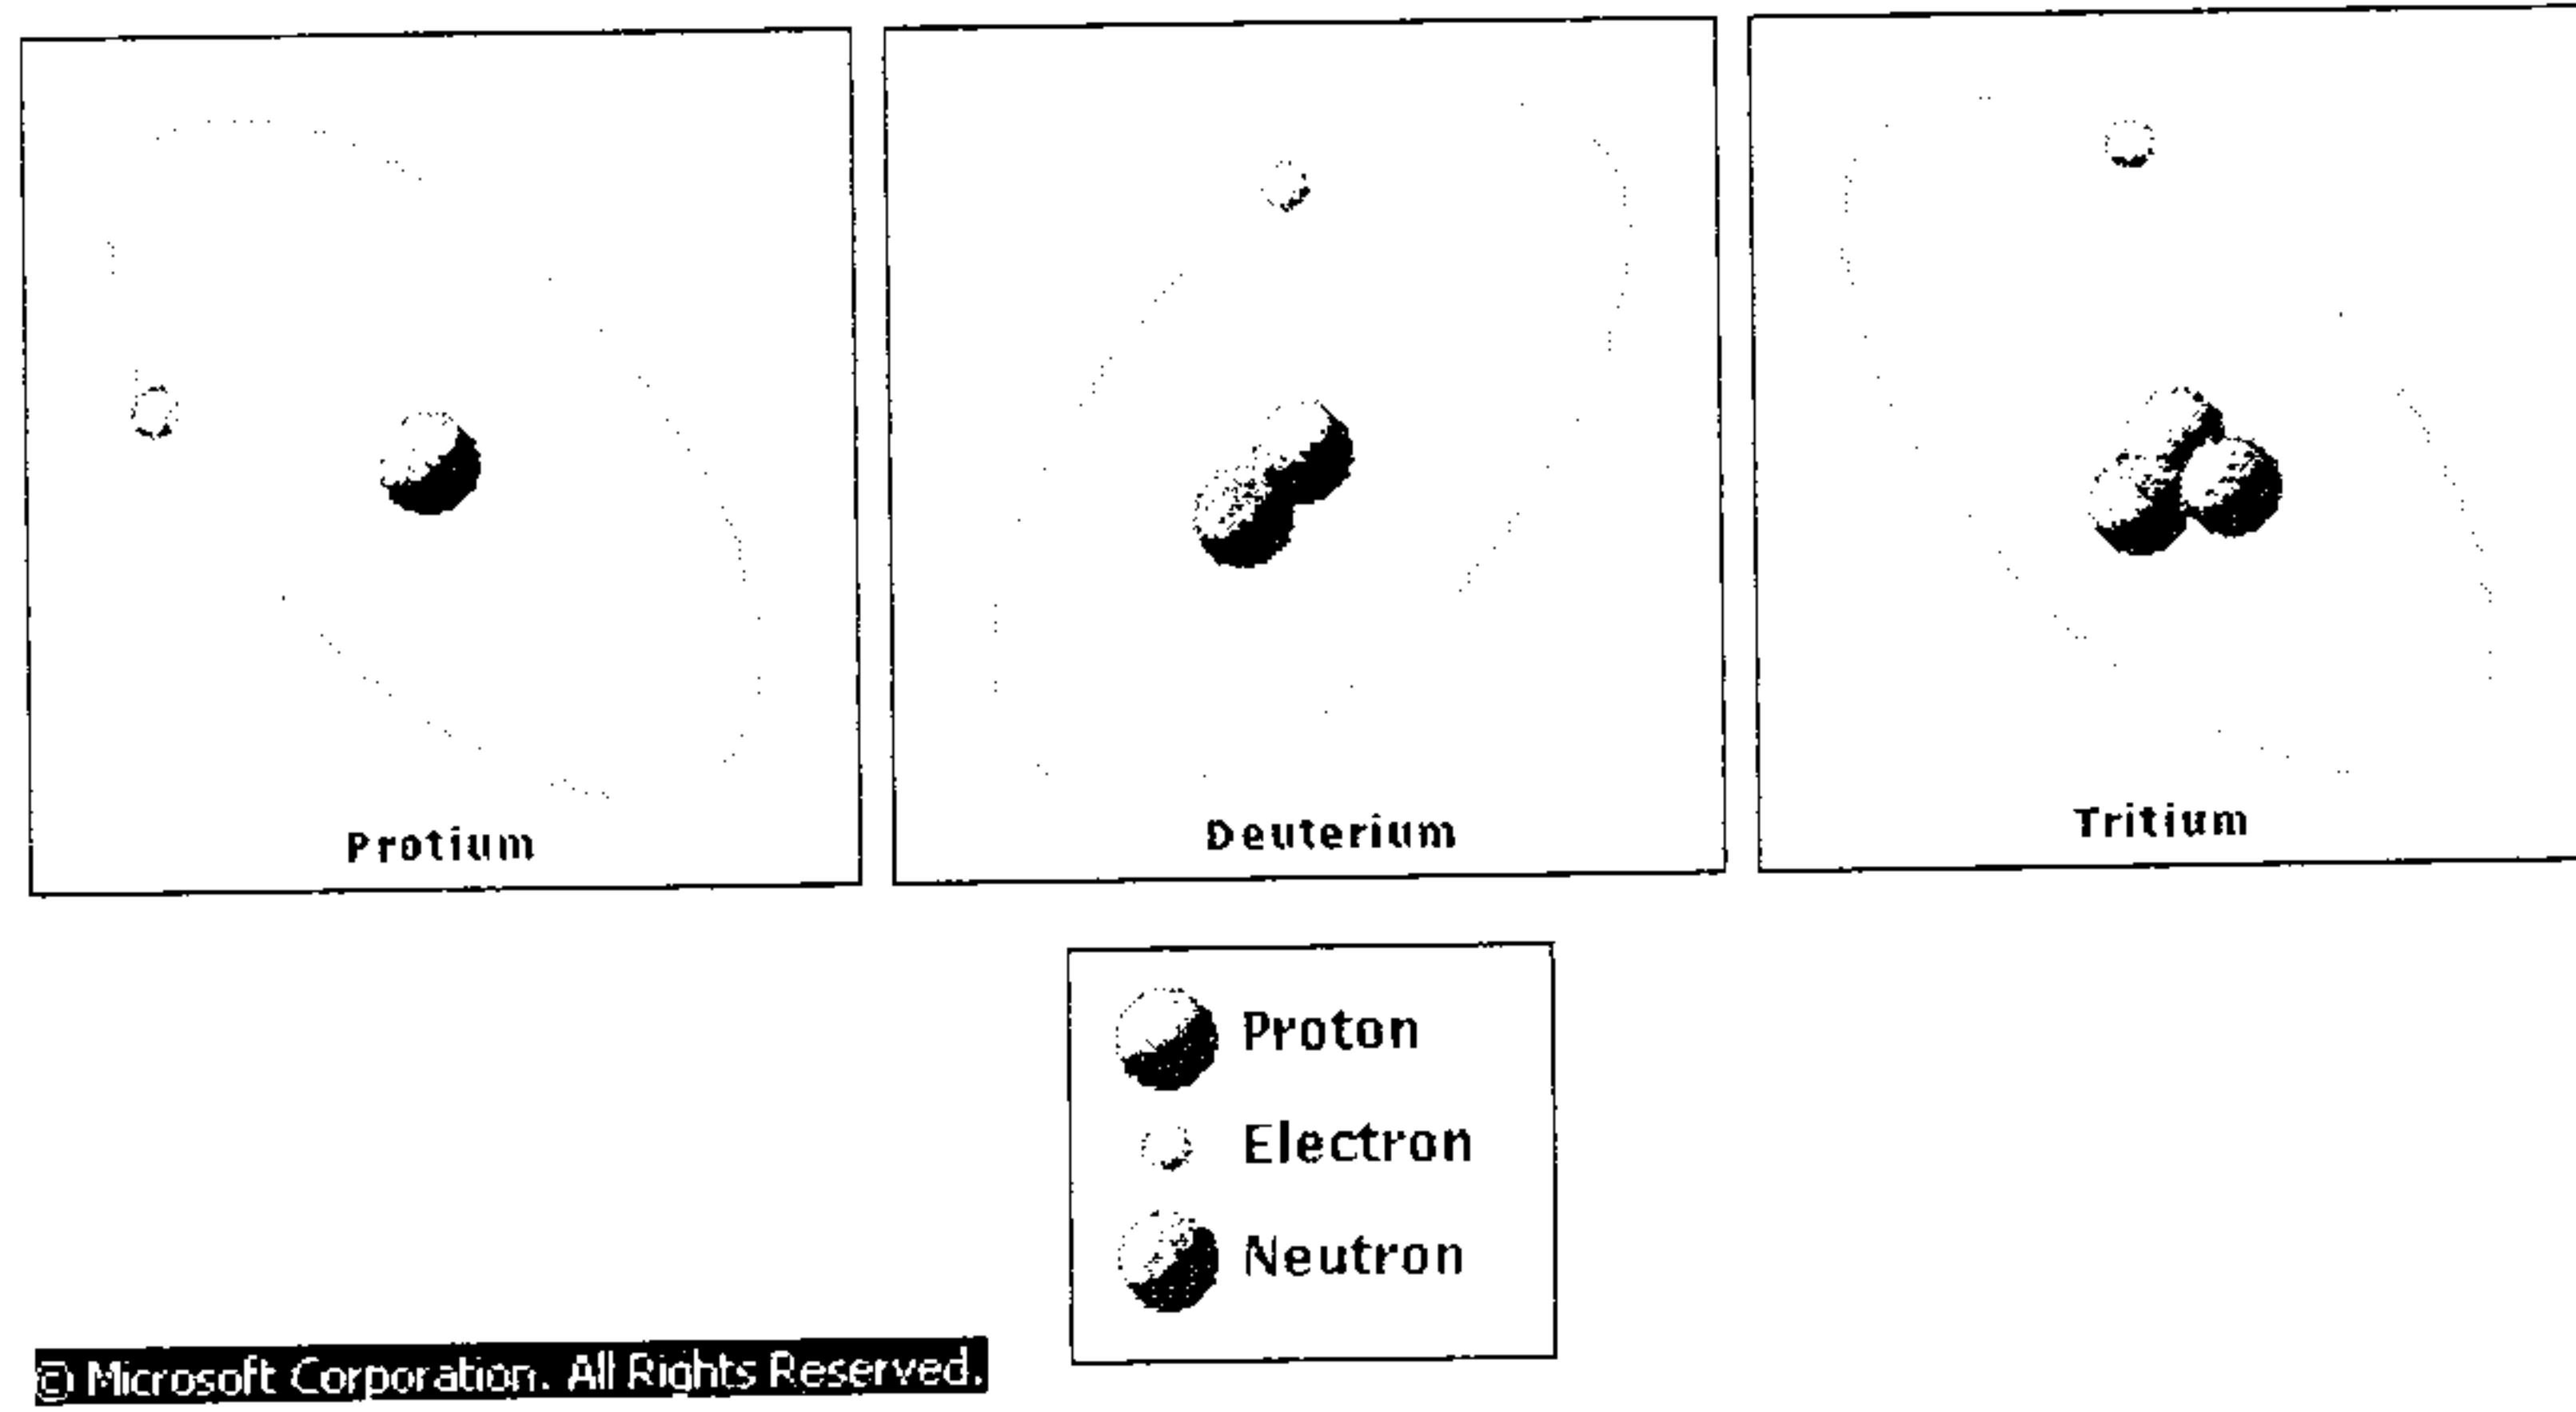 Protium
Deuterium
Tritium
Proton
Electron
Neutron
© Microsoft Corporation. All Rights Reserved.